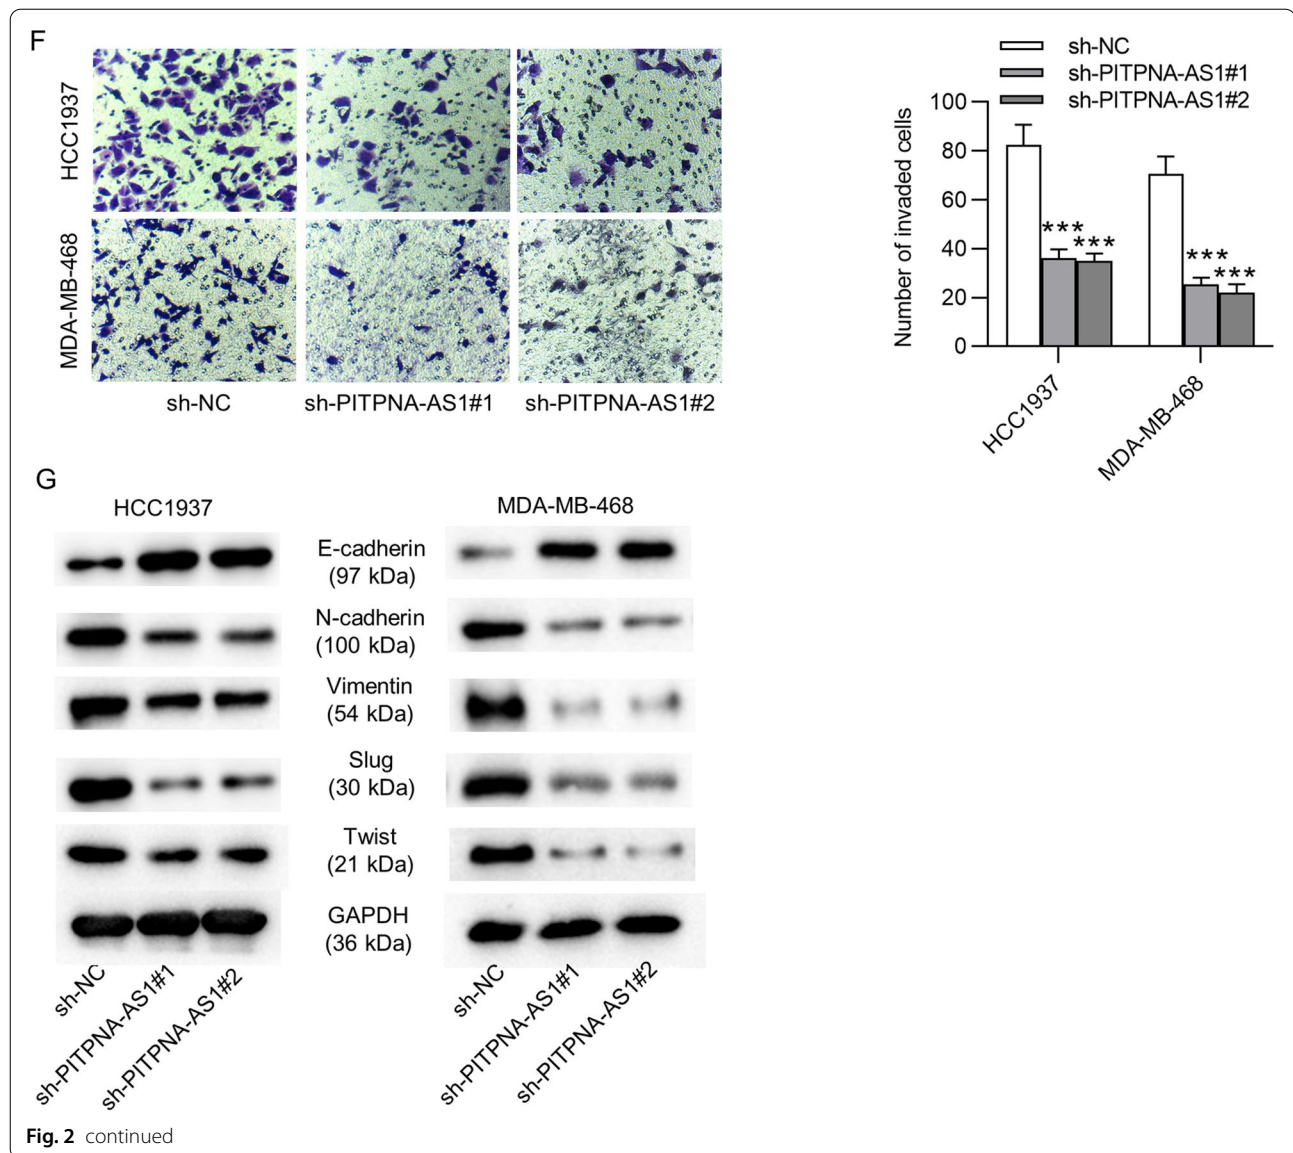 F
HCC1937
MDA-MB-468
sh-NC
sh-PITPNA-AS1#1
sh-PITPNA-AS1#2
sh-NC
sh-PITPNA-AS1#1
sh-PITPNA-AS1#2
Number of invaded cells
100
80
60
40
20
0
***
***
***
***
HCC1937
MDA-MB-468
G
HCC1937
MDA-MB-468
E-cadherin
(97 kDa)
N-cadherin
(100 kDa)
Vimentin
(54 kDa)
Slug
(30 kDa)
Twist
(21 kDa)
GAPDH
(36 kDa)
sh-NC
sh-PITPNA-AS1#1
sh-PITPNA-AS1#2
sh-NC
sh-PITPNA-AS1#1
sh-PITPNA-AS1#2
Fig. 2 continued